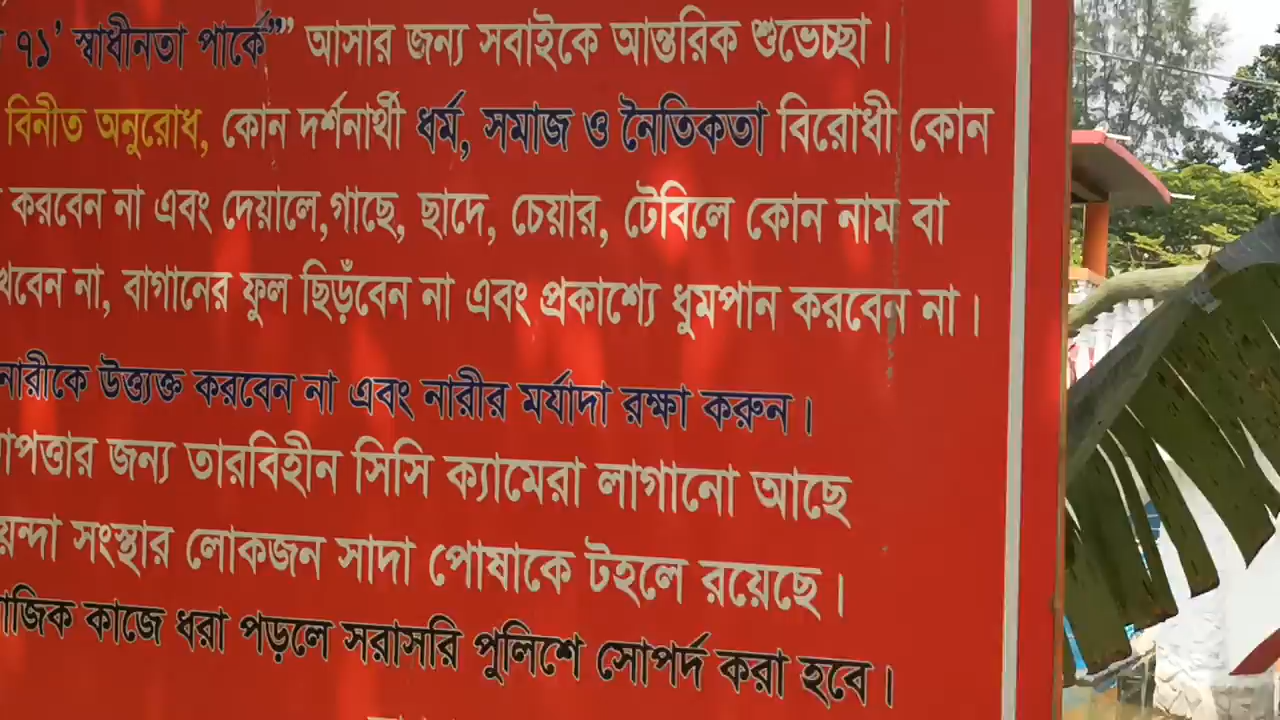 ৭১’ স্বাধীনতা পার্কে”” আসার জন্য সবাইকে আন্তরিক শুভেচ্ছা।
বিনীত অনুরোধ, কোন দর্শনার্থী ধর্ম, সমাজ ও নৈতিকতা বিরোধী কোন
করবেন না এবং দেয়ালে,গাছে, ছাদে, চেয়ার, টেবিলে কোন নাম বা
খবেন না, বাগানের ফুল ছিড়ঁবেন না এবং প্রকাশ্যে ধুমপান করবেন না।
নারীকে উত্ত্যক্ত করবেন না এবং নারীর মর্যাদা রক্ষা করুন।
াপত্তার জন্য তারবিহীন সিসি ক্যামেরা লাগানো আছে
য়েন্দা সংস্থার লোকজন সাদা পোষাকে টহলে রয়েছে।
াজিক কাজে ধরা পড়লে সরাসরি পুলিশে সোপর্দ করা হবে।